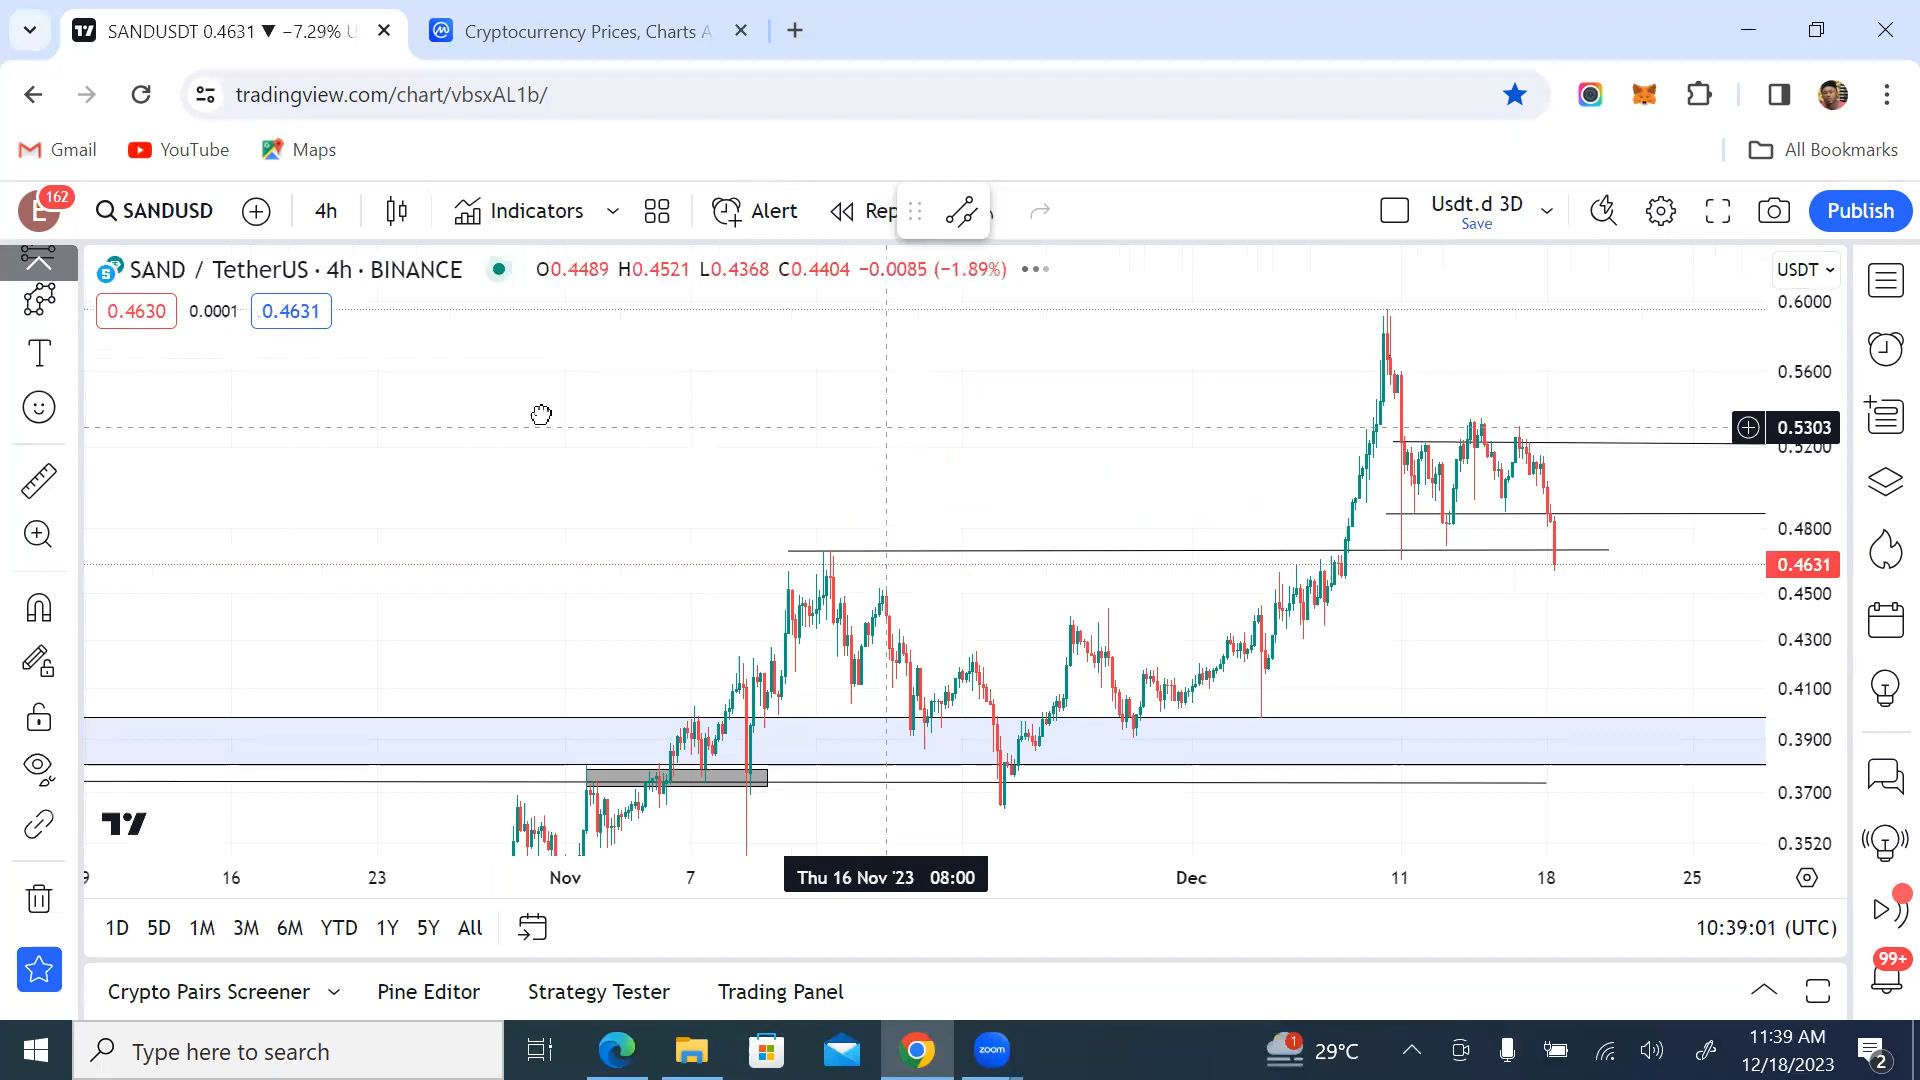 SANDUSDT 0.4631 ▼ −7.29% U
Cryptocurrency Prices, Charts A
tradingview.com/chart/vbsxAL1b/
Gmail
YouTube
Maps
All Bookmarks
E
162
SANDUSD
4h
Indicators
Alert
Rep
Usdt.d 3D
Save
Publish
SAND / TetherUS · 4h · BINANCE
O0.4489 H0.4521 L0.4368 C0.4404 −0.0085 (−1.89%)
USDT
0.4630
0.0001
0.4631
0.6000
0.5600
0.5303
0.5200
0.4800
0.4631
0.4500
0.4300
0.4100
0.3900
0.3700
0.3520
9
16
23
Nov
7
Thu 16 Nov '23 08:00
Dec
11
18
25
1D 5D 1M 3M 6M YTD 1Y 5Y All
10:39:01 (UTC)
99+
Crypto Pairs Screener
Pine Editor
Strategy Tester
Trading Panel
Type here to search
zoom
1
29°C
11:39 AM
12/18/2023
2